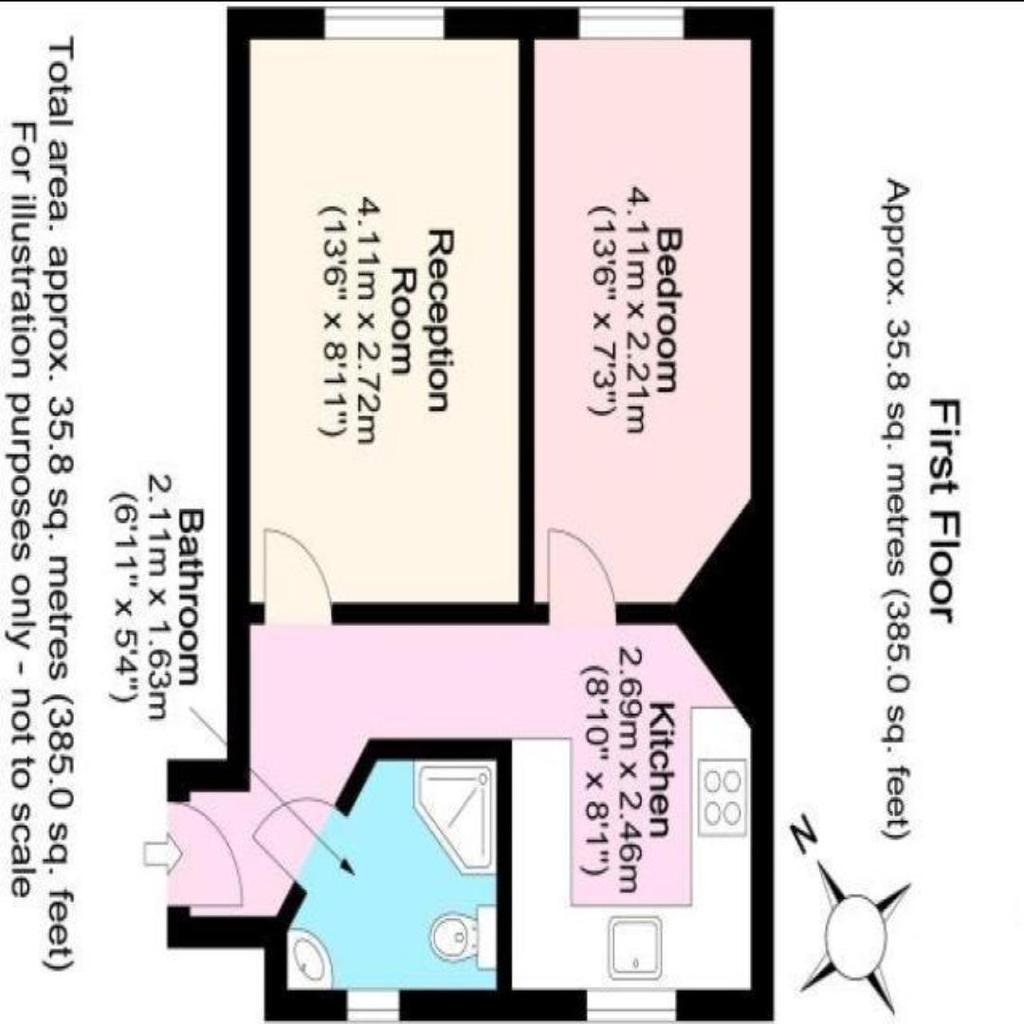 First Floor
Approx. 35.8 sq. metres (385.0 sq. feet)
Bedroom
4.11m x 2.21m
(13'6" x 7'3")
Kitchen
2.69m x 2.46m
(8'10" x 8'1")
Reception
Room
4.11m x 2.72m
(13'6" x 8'11")
Bathroom
2.11m x 1.63m
(6'11" x 5'4")
N
Total area. approx. 35.8 sq. metres (385.0 sq. feet)
For illustration purposes only - not to scale